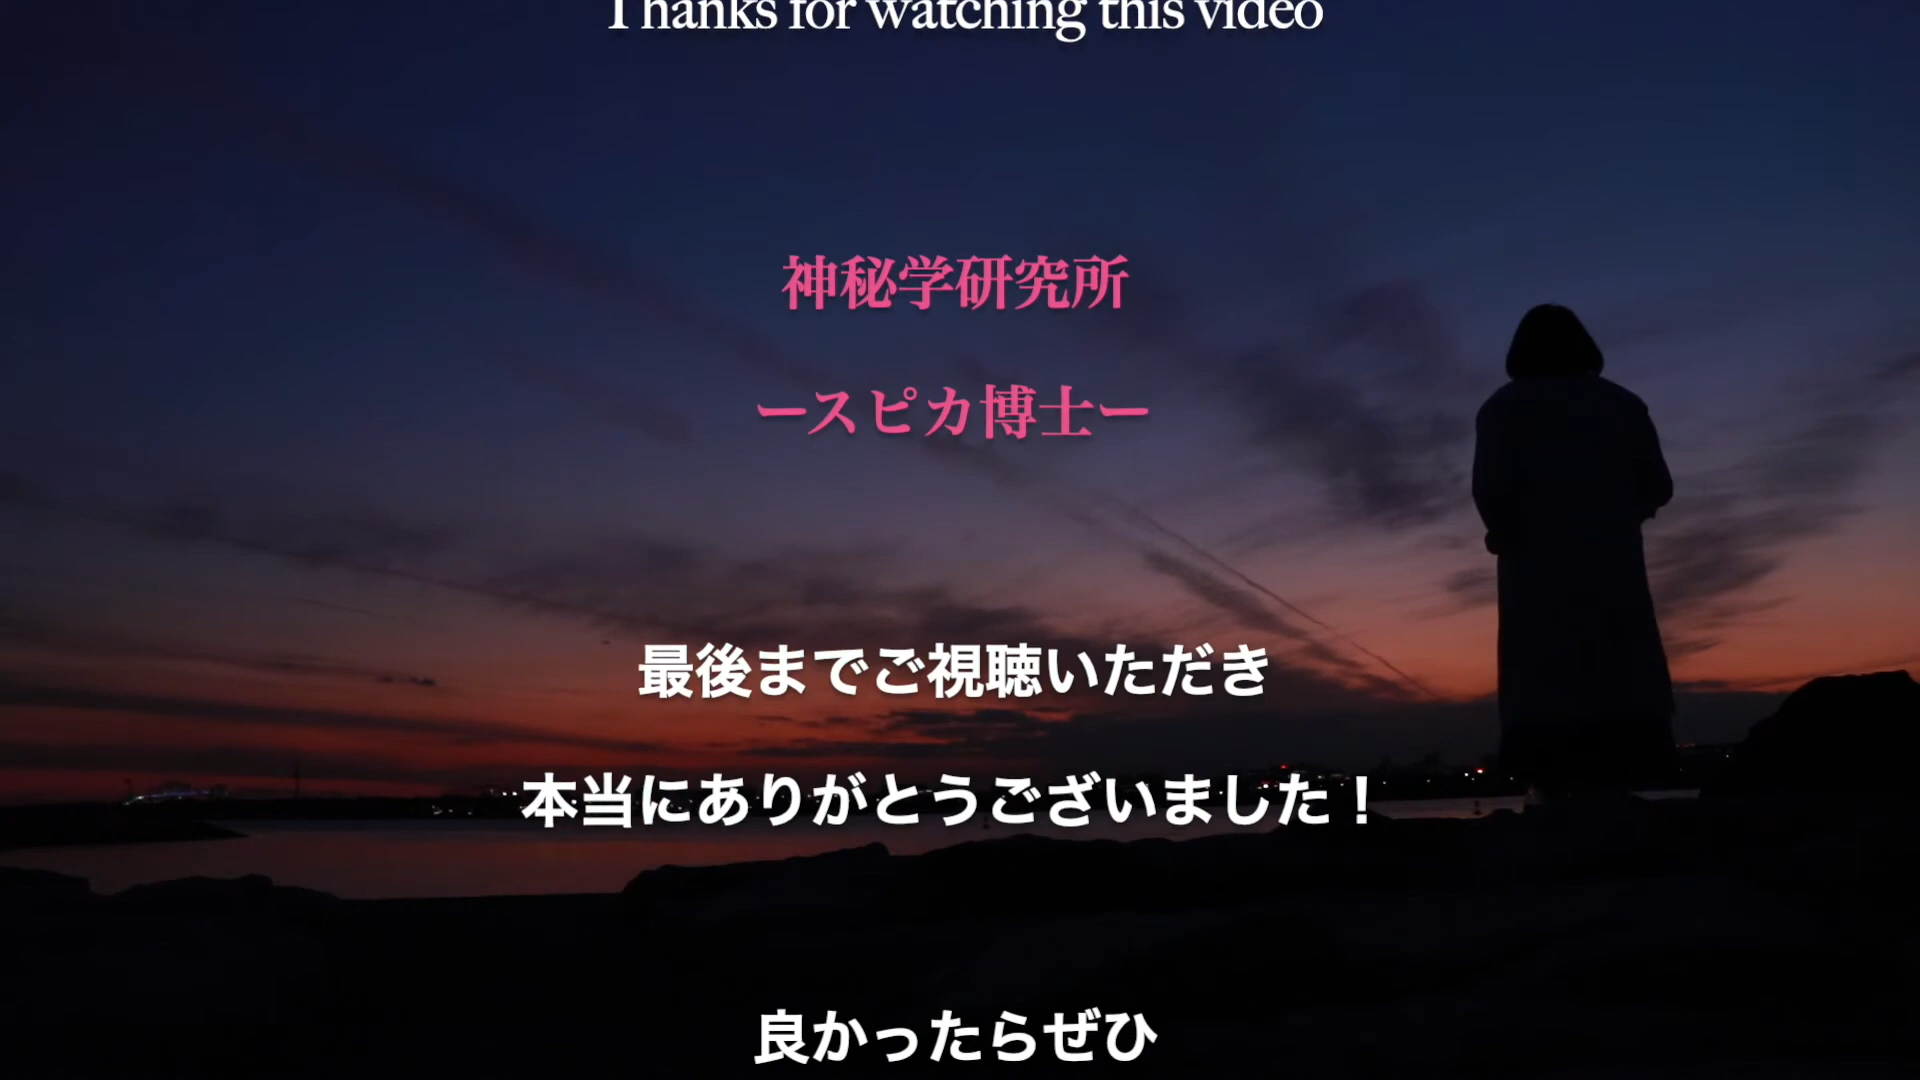 Thanks for watching this video
神秘学研究所
ースピカ博士ー
最後までご視聴いただき
本当にありがとうございました！
良かったらぜひ